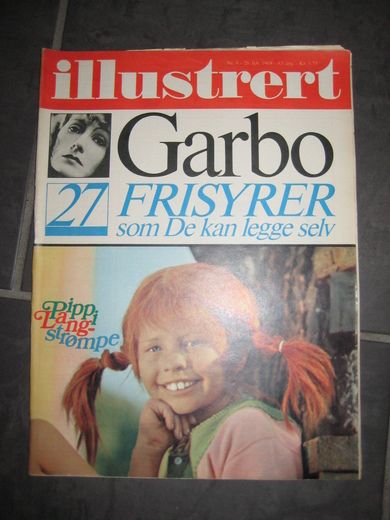 illustrert
Garbo
27 FRISYRER
som De kan legge selv
Pippi
Lang-
strømpe